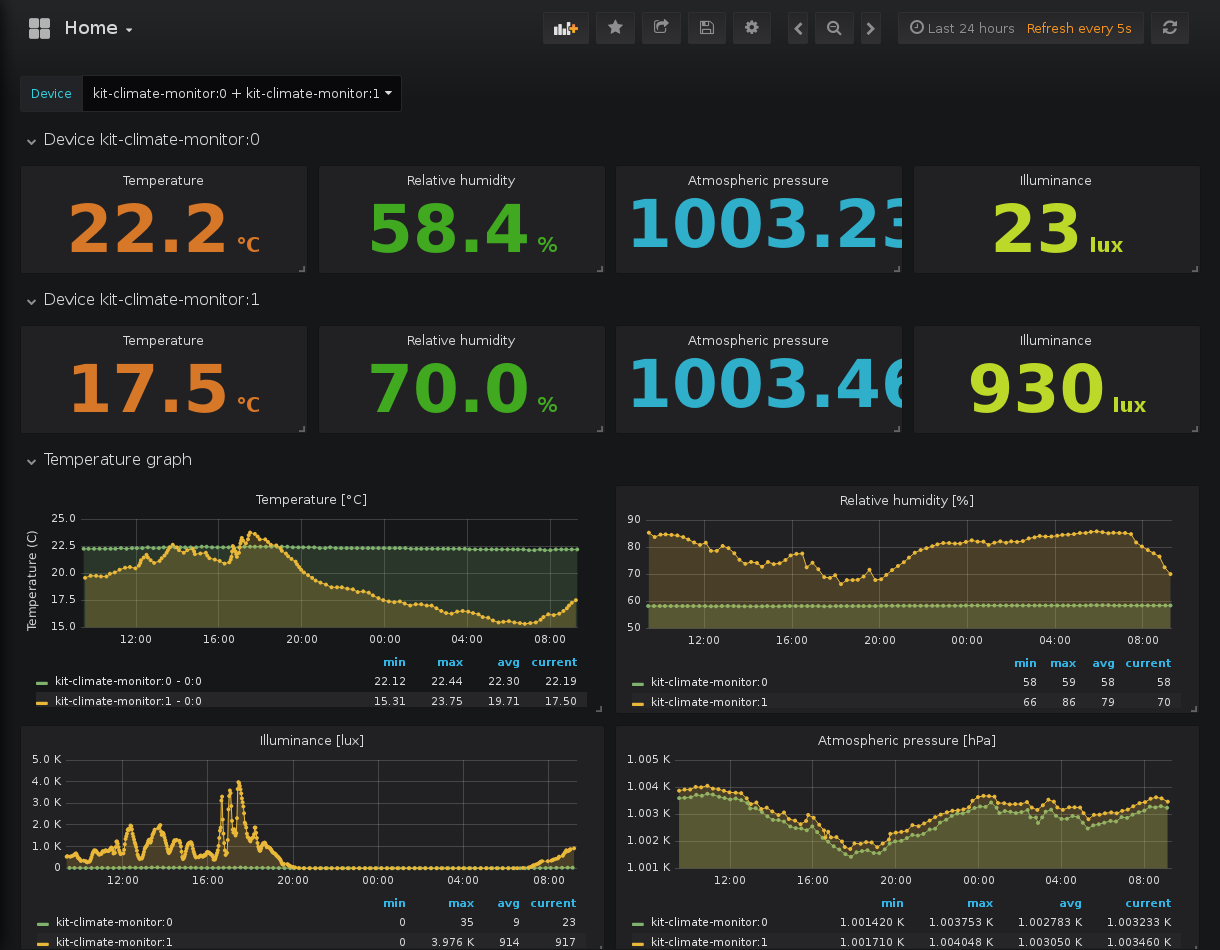 Home
Last 24 hours Refresh every 5s
Device kit-climate-monitor:0 + kit-climate-monitor:1
Device kit-climate-monitor:0
Temperature Relative humidity Atmospheric pressure Illuminance
22.2 °C 58.4 % 1003.23 23 lux
Device kit-climate-monitor:1
Temperature Relative humidity Atmospheric pressure Illuminance
17.5 °C 70.0 % 1003.46 930 lux
Temperature graph
Temperature [°C]
Temperature (C)
25.0
22.5
20.0
17.5
15.0
12:00 16:00 20:00 00:00 04:00 08:00
min max avg current
kit-climate-monitor:0 - 0:0 22.12 22.44 22.30 22.19
kit-climate-monitor:1 - 0:0 15.31 23.75 19.71 17.50
Relative humidity [%]
90
80
70
60
50
12:00 16:00 20:00 00:00 04:00 08:00
min max avg current
kit-climate-monitor:0 58 59 58 58
kit-climate-monitor:1 66 86 79 70
Illuminance [lux]
5.0 K
4.0 K
3.0 K
2.0 K
1.0 K
0
12:00 16:00 20:00 00:00 04:00 08:00
min max avg current
kit-climate-monitor:0 0 35 9 23
kit-climate-monitor:1 0 3.976 K 914 917
Atmospheric pressure [hPa]
1.005 K
1.004 K
1.003 K
1.002 K
1.001 K
12:00 16:00 20:00 00:00 04:00 08:00
min max avg current
kit-climate-monitor:0 1.001420 K 1.003753 K 1.002783 K 1.003233 K
kit-climate-monitor:1 1.001710 K 1.004048 K 1.003050 K 1.003460 K